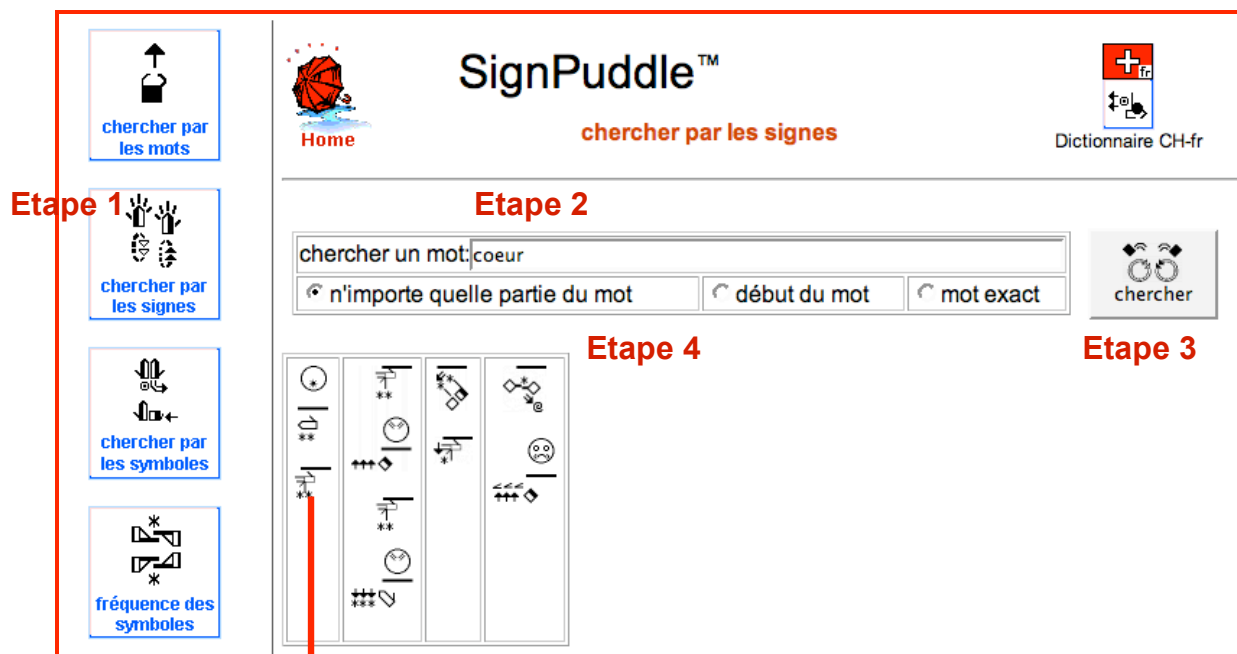 chercher par
les mots
Etape 1
chercher par
les signes
chercher par
les symboles
fréquence des
symboles
Home
SignPuddle™
chercher par les signes
fr
Dictionnaire CH-fr
Etape 2
chercher un mot: coeur
n'importe quelle partie du mot début du mot mot exact
chercher
Etape 3
Etape 4